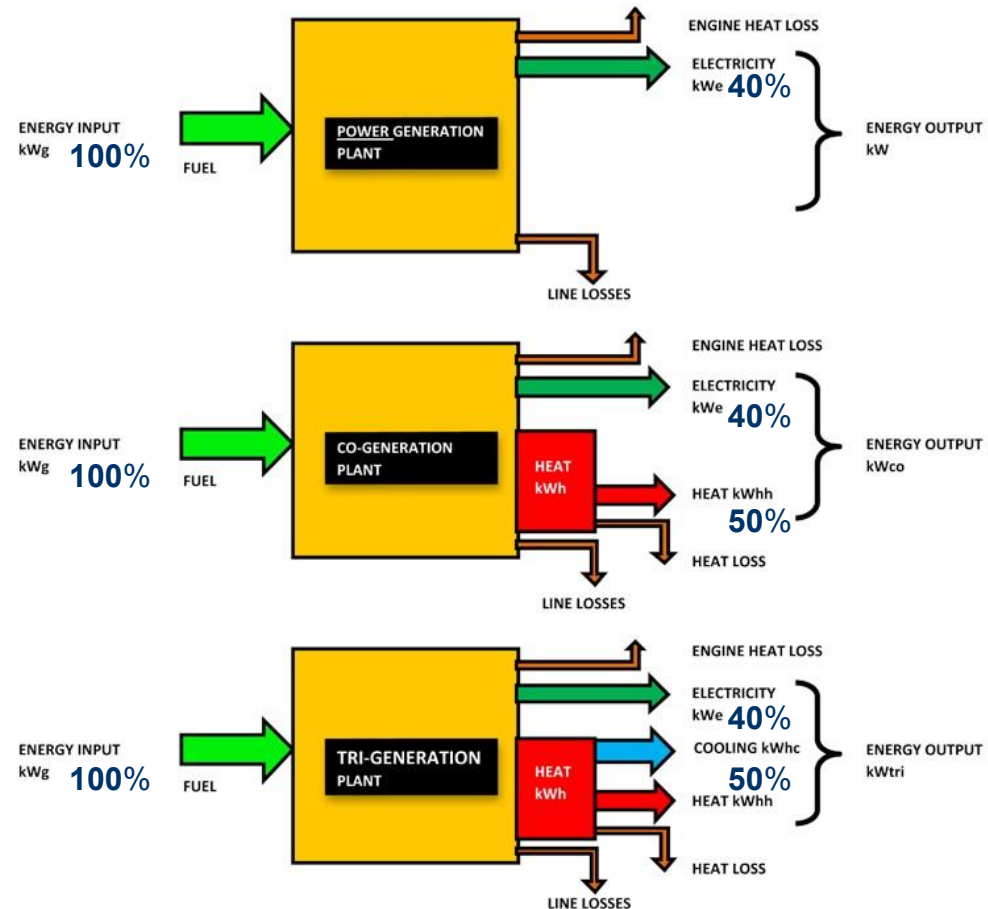 ENGINE HEAT LOSS
ELECTRICITY
kWe 40%
ENERGY INPUT
kWg 100%
FUEL
POWER GENERATION
PLANT
ENERGY OUTPUT
kW
LINE LOSSES
ENGINE HEAT LOSS
ELECTRICITY
kWe 40%
ENERGY INPUT
kWg 100%
FUEL
CO-GENERATION
PLANT
HEAT
kWh
HEAT kWhh
50%
ENERGY OUTPUT
kWco
HEAT LOSS
LINE LOSSES
ENGINE HEAT LOSS
ELECTRICITY
kWe 40%
ENERGY INPUT
kWg 100%
FUEL
TRI-GENERATION
PLANT
HEAT
kWh
COOLING kWhc
50%
HEAT kWhh
ENERGY OUTPUT
kWtri
HEAT LOSS
LINE LOSSES